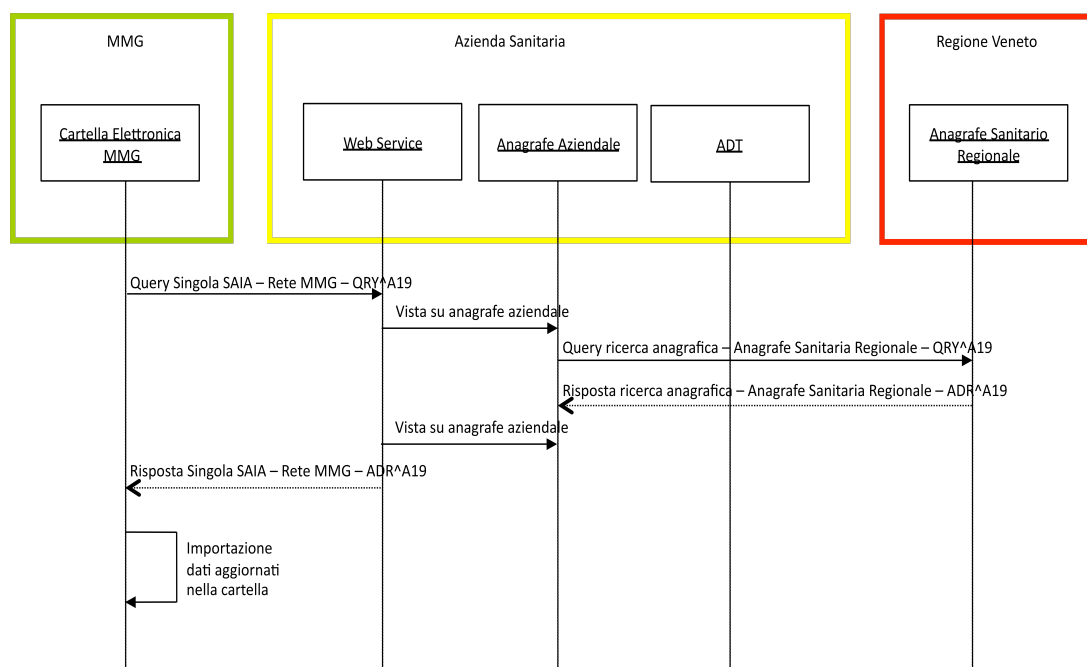 MMG
Azienda Sanitaria
Regione Veneto
Cartella Elettronica
MMG
Web Service
Anagrafe Aziendale
ADT
Anagrafe Sanitario
Regionale
Query Singola SAIA – Rete MMG – QRY^A19
Vista su anagrafe aziendale
Query ricerca anagrafica – Anagrafe Sanitaria Regionale – QRY^A19
Risposta ricerca anagrafica – Anagrafe Sanitaria Regionale – ADR^A19
Vista su anagrafe aziendale
Risposta Singola SAIA – Rete MMG – ADR^A19
Importazione
dati aggiornati
nella cartella